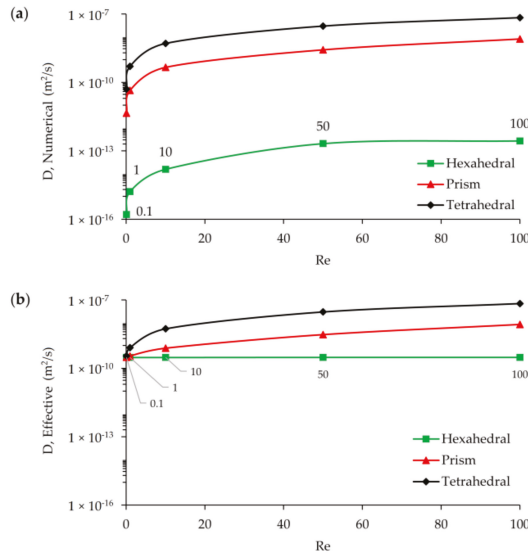 (a)
D, Numerical (m²/s)
1 × 10⁻⁷
1 × 10⁻¹⁰
1 × 10⁻¹³
1 × 10⁻¹⁶
0.1
1
10
50
100
Hexahedral
Prism
Tetrahedral
0 20 40 60 80 100
Re
(b)
D, Effective (m²/s)
1 × 10⁻⁷
1 × 10⁻¹⁰
1 × 10⁻¹³
1 × 10⁻¹⁶
0.1
1
10
50
100
Hexahedral
Prism
Tetrahedral
0 20 40 60 80 100
Re